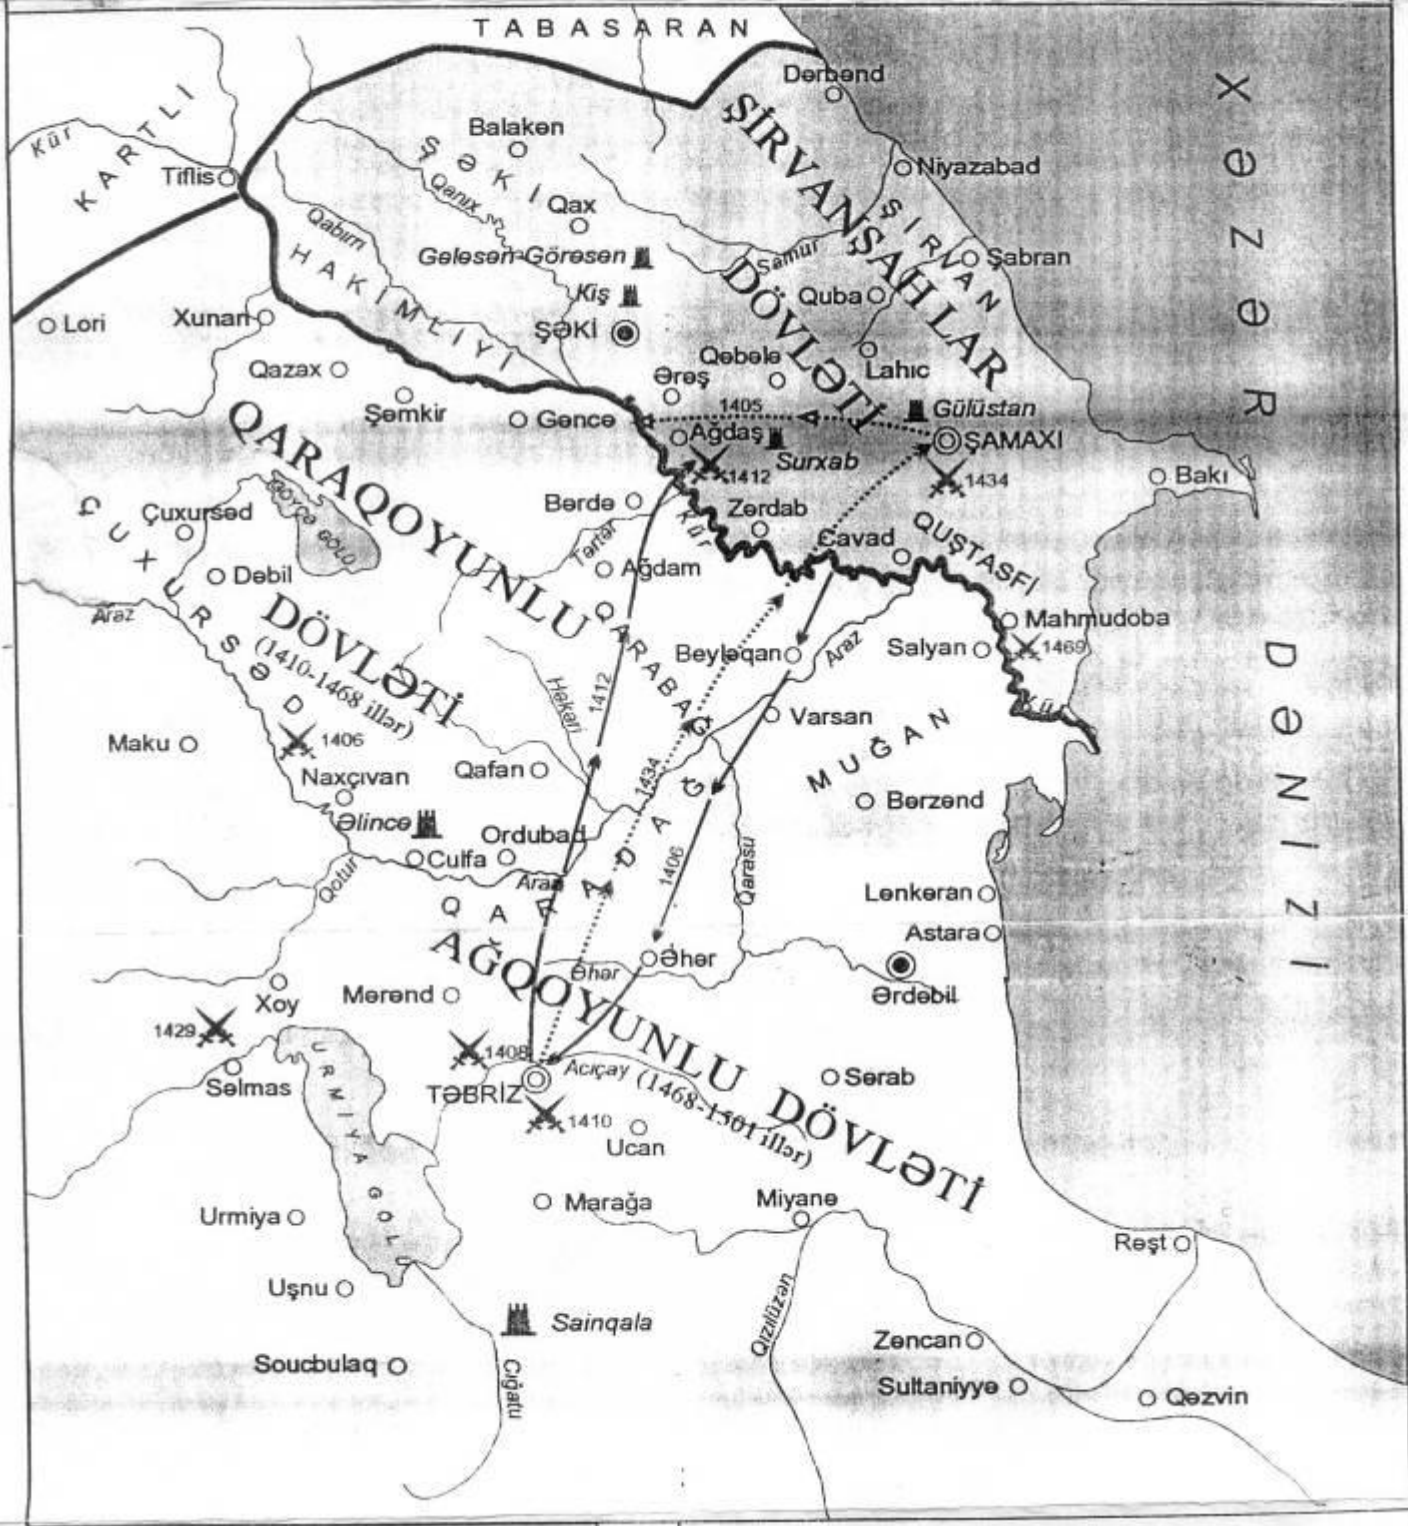 TABASARAN
Dərbənd
XƏZƏR DƏNİZİ
KARTLI
Kür
Tiflis
Balakən
ŞƏKİ
Qanıx
Qax
Qabırrı
HAKİMLİYİ
Gələsən-Görəsən
Kiş
ŞƏKİ
ŞİRVANŞAHLAR
DÖVLƏTİ
Niyazabad
ŞİRVAN
Samur
Şabran
Quba
Lahıc
Qəbələ
Ərəş
Lori
Xunan
Qazax
Şəmkir
Gəncə
1405
Gülüstan
ŞAMAXI
Ağdaş
Surxab
1412
1434
Bakı
QARAQOYUNLU
DÖVLƏTİ
(1410-1468 illər)
ÇUXURSƏD
Çuxursəd
GÖYÇƏ GÖLÜ
Dəbil
Araz
Bərdə
Tərtər
Kür
Zərdab
Cavad
QUŞTASFİ
Ağdam
QARABAĞ
Mahmudoba
Beyləqan
Araz
Salyan
1469
Kür
Həkəri
1412
Varsan
MUĞAN
Maku
1406
Naxçıvan
Qafan
1434
Bərzənd
Əlincə
Ordubad
Culfa
Araz
Qotur
1406
Qarasu
QARADAĞ
Lənkəran
Astara
AĞQOYUNLU DÖVLƏTİ
(1468-1501 illər)
Əhər
Əhər
Ərdəbil
Xoy
Mərənd
1429
1408
Səlmas
URMİYA GÖLÜ
TƏBRİZ
Acıçay
Sərab
1410
Ucan
Marağa
Miyanə
Urmiya
Rəşt
Uşnu
Sainqala
Qızılüzən
Zəncan
Soucbulaq
Cığatu
Sultaniyyə
Qəzvin